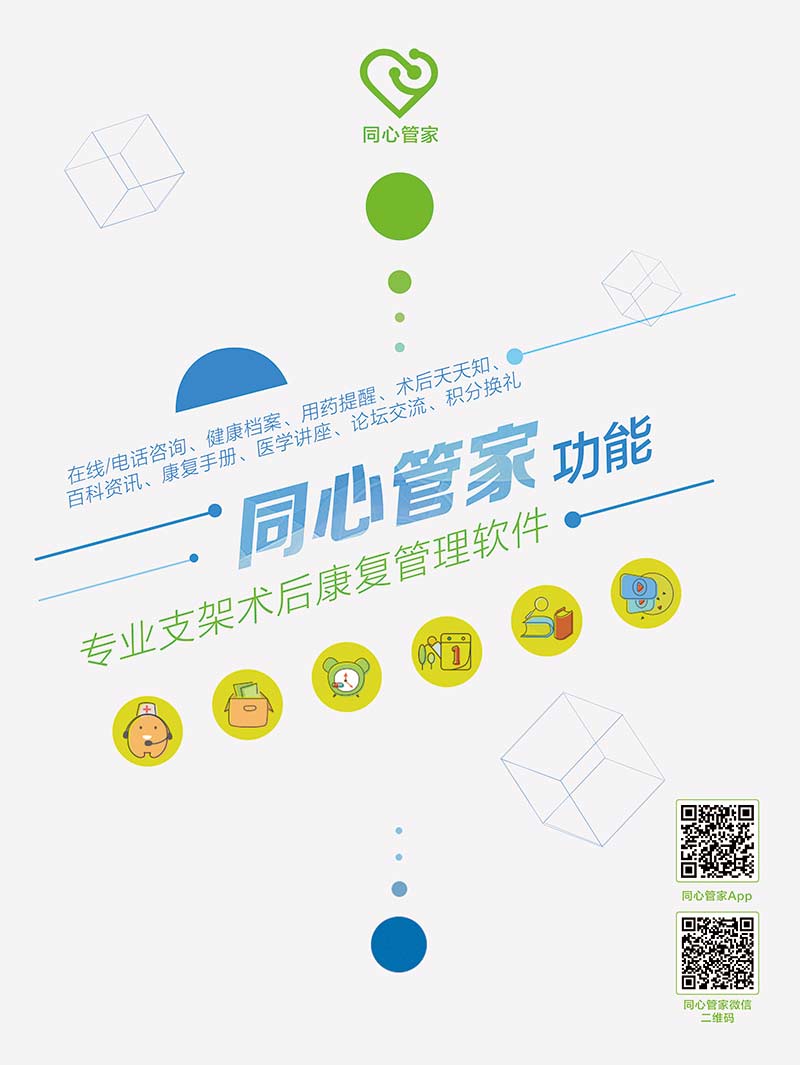 同心管家
在线/电话咨询、健康档案、用药提醒、术后天天知、
百科资讯、康复手册、医学讲座、论坛交流、积分换礼
同心管家 功能
专业支架术后康复管理软件
1
同心管家App
同心管家微信
二维码